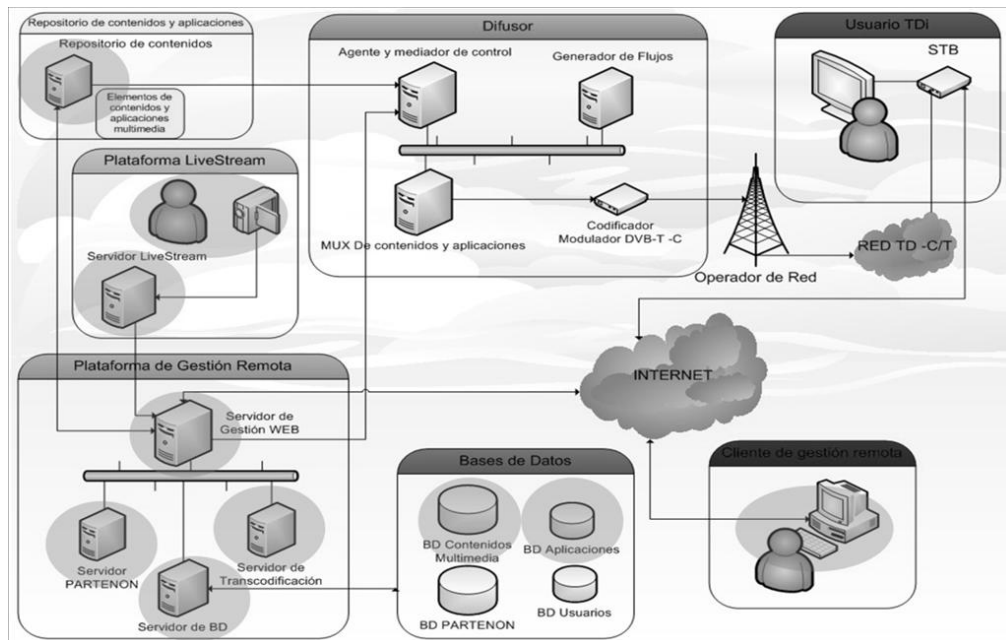 Repositorio de contenidos y aplicaciones
Repositorio de contenidos
Elementos de
contenidos y
aplicaciones
multimedia
Difusor
Agente y mediador de control
Generador de Flujos
MUX De contenidos y aplicaciones
Codificador
Modulador DVB-T -C
Usuario TDi
STB
Operador de Red
RED TD -C/T
Plataforma LiveStream
Servidor LiveStream
INTERNET
Plataforma de Gestión Remota
Servidor de
Gestión WEB
Servidor
PARTENON
Servidor de
Transcodificación
Servidor de BD
Bases de Datos
BD Contenidos
Multimedia
BD Aplicaciones
BD PARTENON
BD Usuarios
Cliente de gestión remota